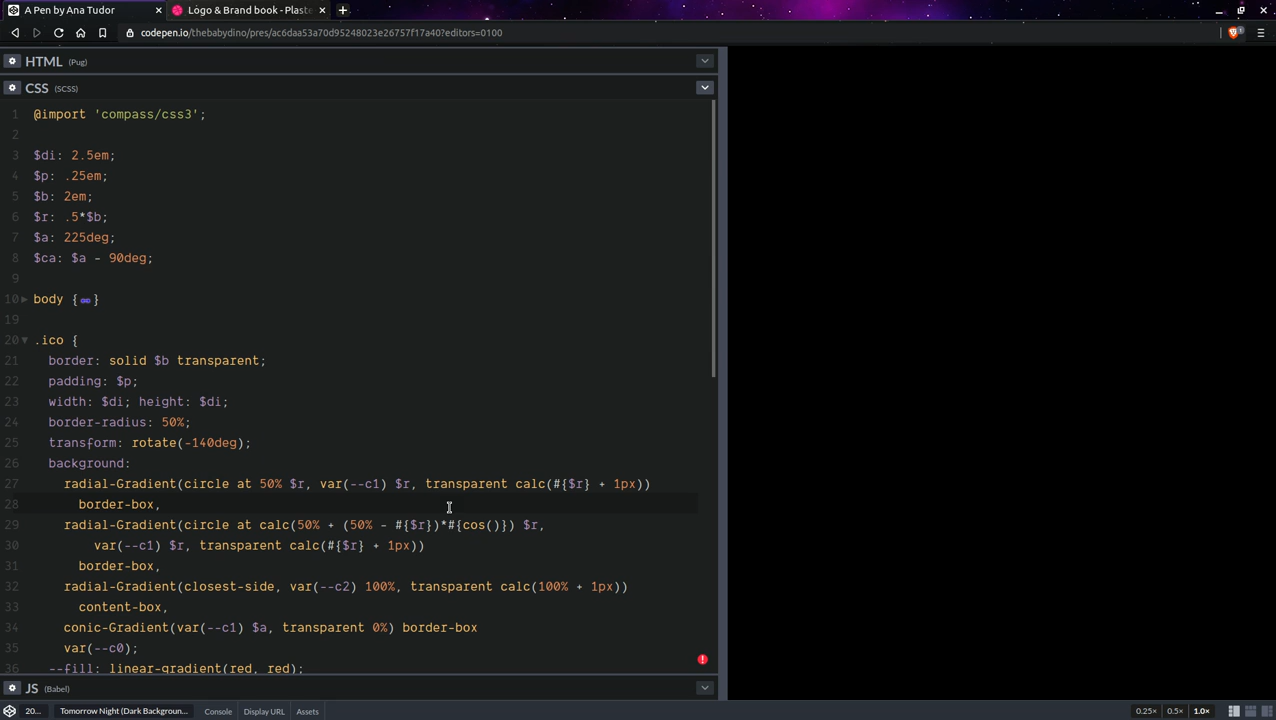 A Pen by Ana Tudor
Logo & Brand book - Plaste
codepen.io/thebabydino/pres/ac6daa53a70d95248023e26757f17a40?editors=0100
HTML (Pug)
CSS (SCSS)
1 @import 'compass/css3';
2
3 $di: 2.5em;
4 $p: .25em;
5 $b: 2em;
6 $r: .5*$b;
7 $a: 225deg;
8 $ca: $a - 90deg;
9
10 body {}
19
20 .ico {
21 border: solid $b transparent;
22 padding: $p;
23 width: $di; height: $di;
24 border-radius: 50%;
25 transform: rotate(-140deg);
26 background:
27 radial-Gradient(circle at 50% $r, var(--c1) $r, transparent calc(#{$r} + 1px))
28 border-box,
29 radial-Gradient(circle at calc(50% + (50% - #{$r})*#{cos()}) $r,
30 var(--c1) $r, transparent calc(#{$r} + 1px))
31 border-box,
32 radial-Gradient(closest-side, var(--c2) 100%, transparent calc(100% + 1px))
33 content-box,
34 conic-Gradient(var(--c1) $a, transparent 0%) border-box
35 var(--c0);
36 --fill: linear-gradient(red, red);
JS (Babel)
20... Tomorrow Night (Dark Backgroun... Console Display URL Assets 0.25× 0.5× 1.0×